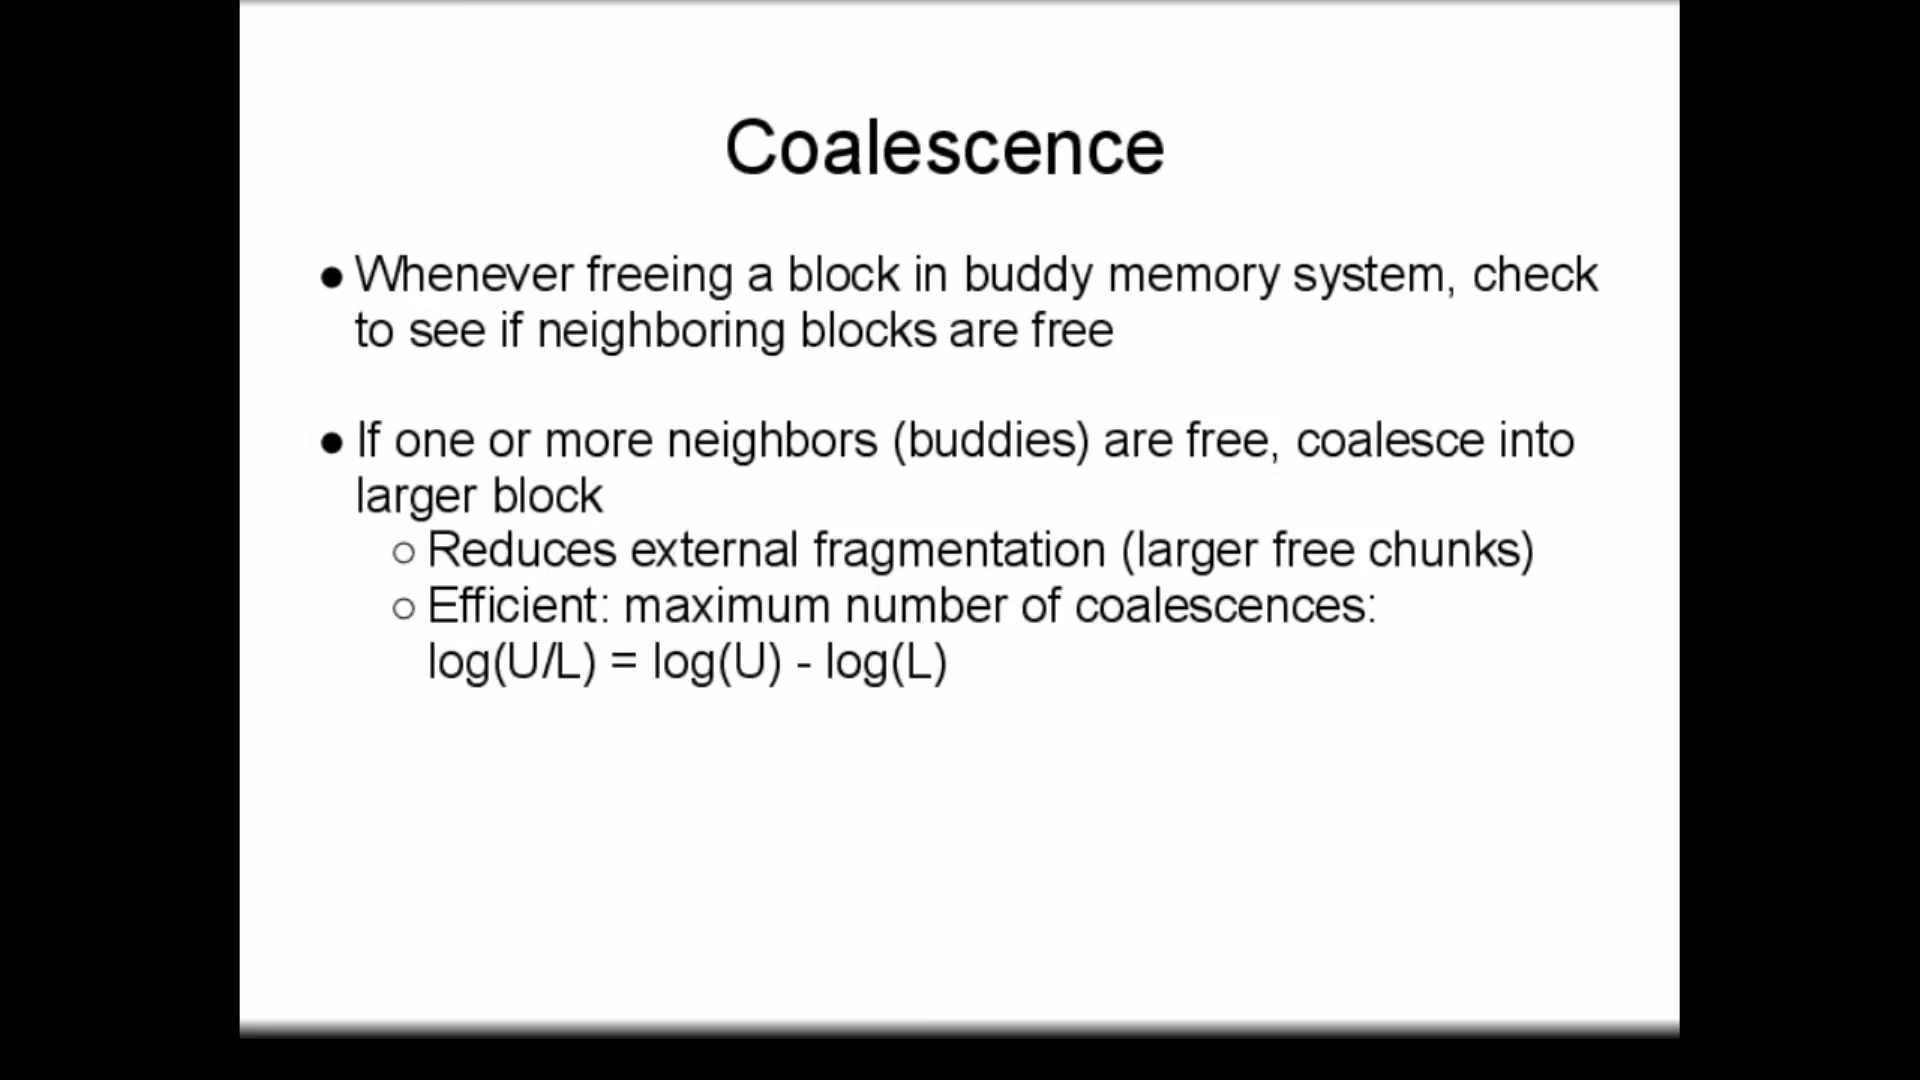 Coalescence
● Whenever freeing a block in buddy memory system, check
to see if neighboring blocks are free
● If one or more neighbors (buddies) are free, coalesce into
larger block
○ Reduces external fragmentation (larger free chunks)
○ Efficient: maximum number of coalescences:
log(U/L) = log(U) - log(L)